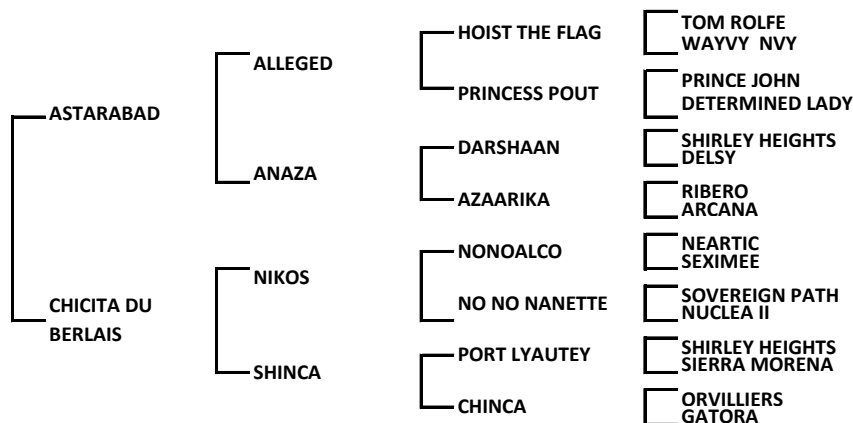 ASTARABAD
CHICITA DU
BERLAIS
ALLEGED
ANAZA
NIKOS
SHINCA
HOIST THE FLAG
PRINCESS POUT
DARSHAAN
AZAARIKA
NONOALCO
NO NO NANETTE
PORT LYAUTEY
CHINCA
TOM ROLFE
WAYVY NVY
PRINCE JOHN
DETERMINED LADY
SHIRLEY HEIGHTS
DELSY
RIBERO
ARCANA
NEARTIC
SEXIMEE
SOVEREIGN PATH
NUCLEA II
SHIRLEY HEIGHTS
SIERRA MORENA
ORVILLIERS
GATORA